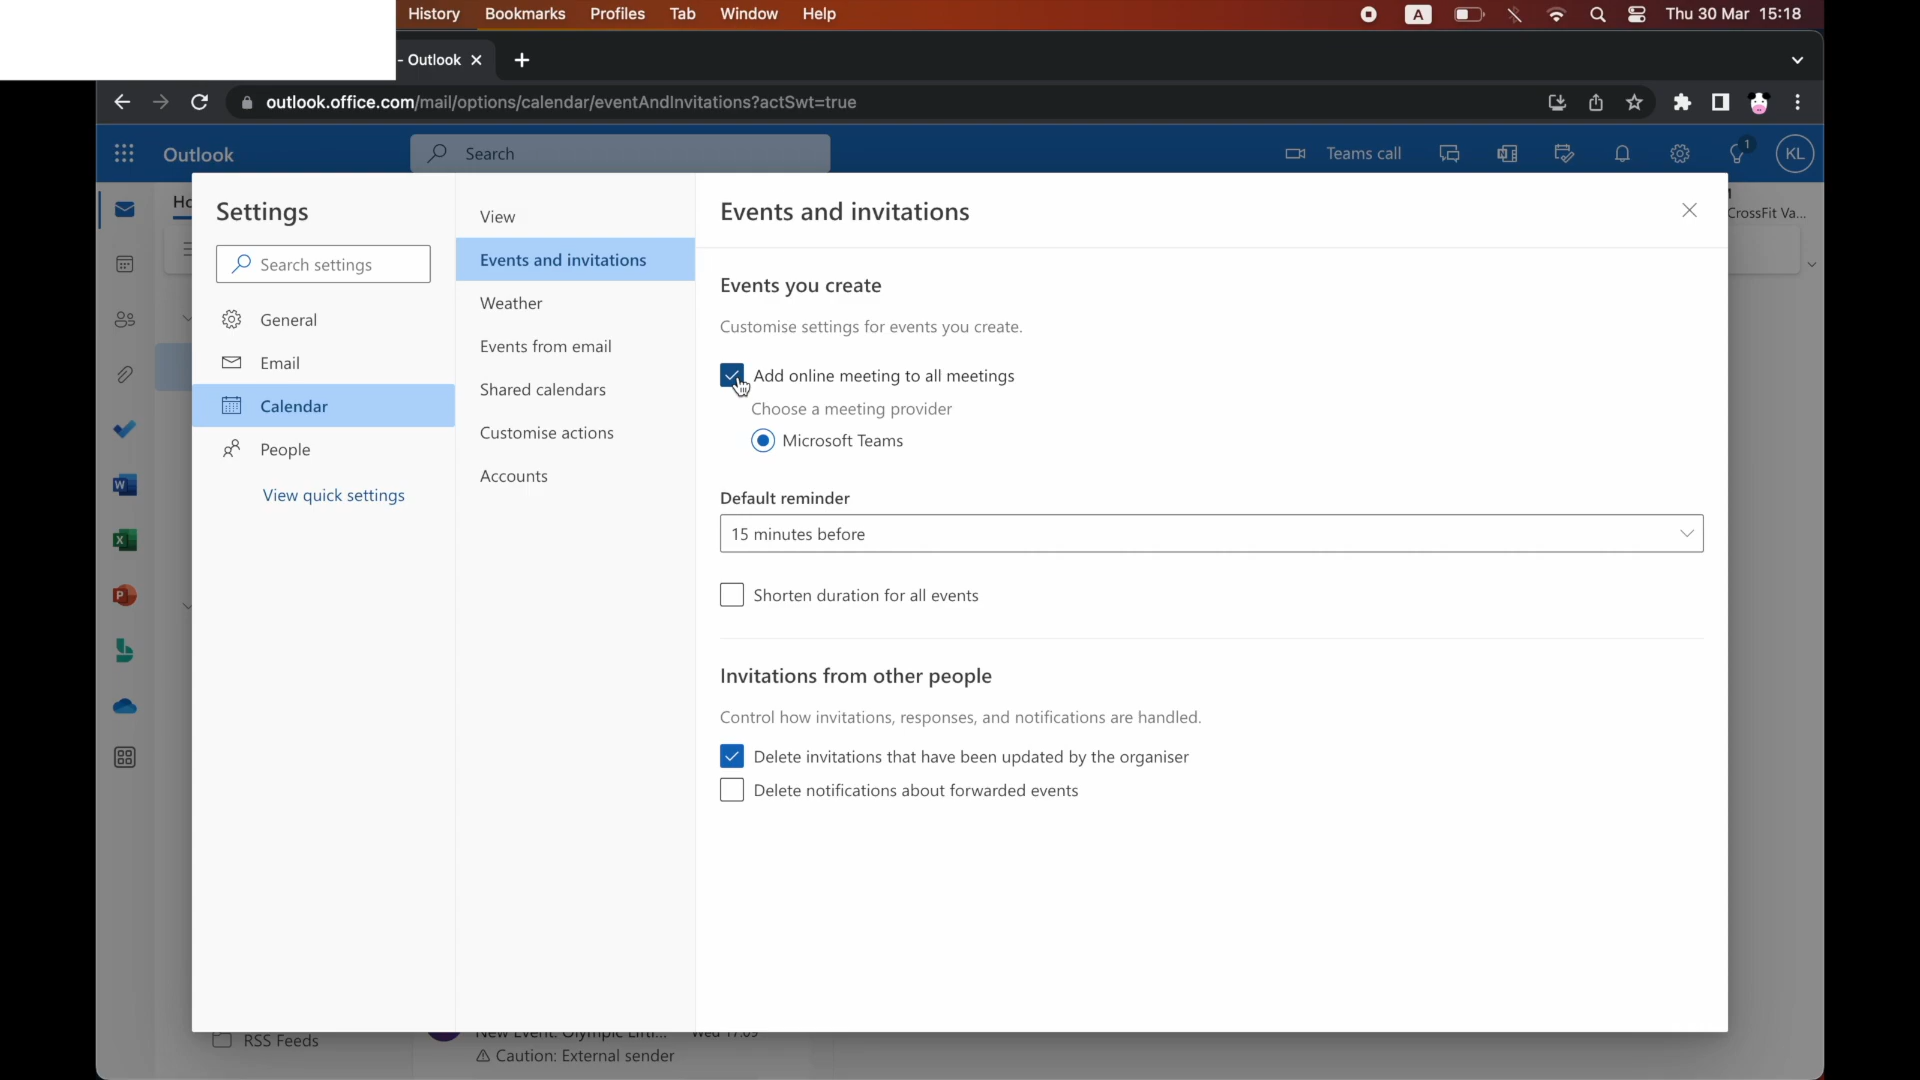 History Bookmarks Profiles Tab Window Help A Thu 30 Mar 15:18
- Outlook
outlook.office.com/mail/options/calendar/eventAndInvitations?actSwt=true
Outlook Search Teams call 1 KL
Ho
CrossFit Va...
Settings
Search settings
General
Email
Calendar
People
View quick settings
View
Events and invitations
Weather
Events from email
Shared calendars
Customise actions
Accounts
Events and invitations
Events you create
Customise settings for events you create.
Add online meeting to all meetings
Choose a meeting provider
Microsoft Teams
Default reminder
15 minutes before
Shorten duration for all events
Invitations from other people
Control how invitations, responses, and notifications are handled.
Delete invitations that have been updated by the organiser
Delete notifications about forwarded events
RSS Feeds
New Event: Olympic
Caution: External sender